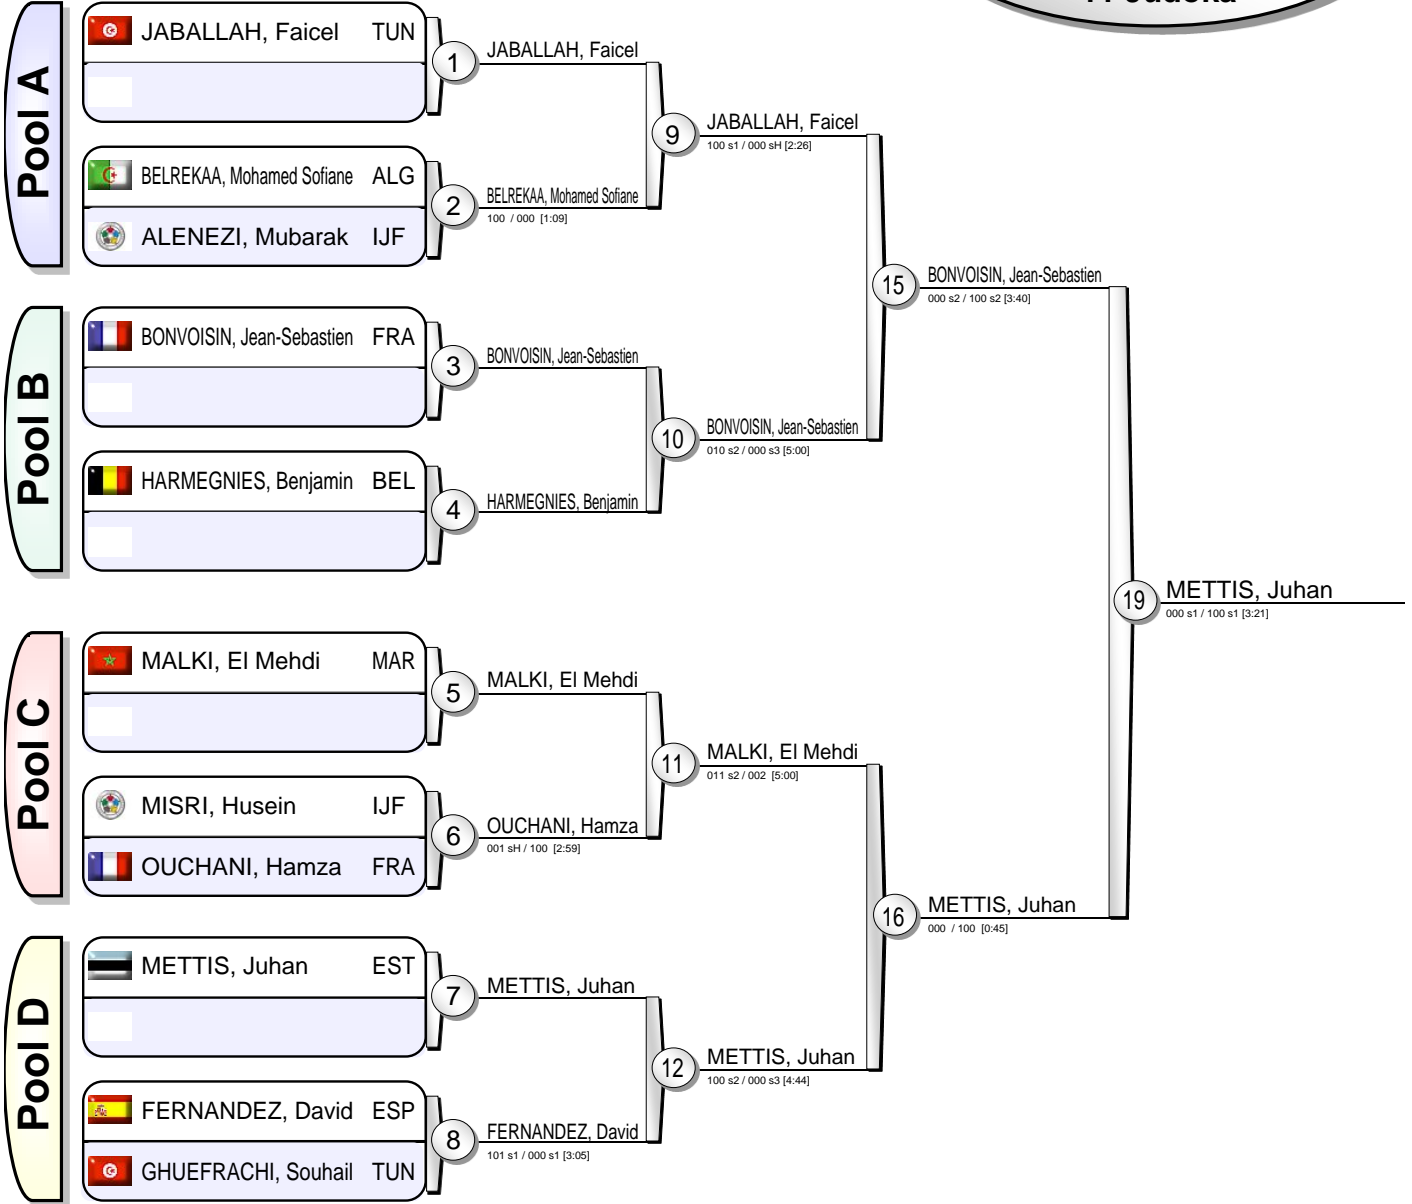 11 Judoka
Pool A
JABALLAH, Faicel TUN
BELREKAA, Mohamed Sofiane ALG
ALENEZI, Mubarak IJF
1
JABALLAH, Faicel
2
BELREKAA, Mohamed Sofiane
100 / 000 [1:09]
9
JABALLAH, Faicel
100 s1 / 000 sH [2:26]
Pool B
BONVOISIN, Jean-Sebastien FRA
HARMEGNIES, Benjamin BEL
3
BONVOISIN, Jean-Sebastien
4
HARMEGNIES, Benjamin
10
BONVOISIN, Jean-Sebastien
010 s2 / 000 s3 [5:00]
15
BONVOISIN, Jean-Sebastien
000 s2 / 100 s2 [3:40]
Pool C
MALKI, El Mehdi MAR
MISRI, Husein IJF
OUCHANI, Hamza FRA
5
MALKI, El Mehdi
6
OUCHANI, Hamza
001 sH / 100 [2:59]
11
MALKI, El Mehdi
011 s2 / 002 [5:00]
Pool D
METTIS, Juhan EST
FERNANDEZ, David ESP
GHUEFRACHI, Souhail TUN
7
METTIS, Juhan
8
FERNANDEZ, David
101 s1 / 000 s1 [3:05]
12
METTIS, Juhan
100 s2 / 000 s3 [4:44]
16
METTIS, Juhan
000 / 100 [0:45]
19
METTIS, Juhan
000 s1 / 100 s1 [3:21]